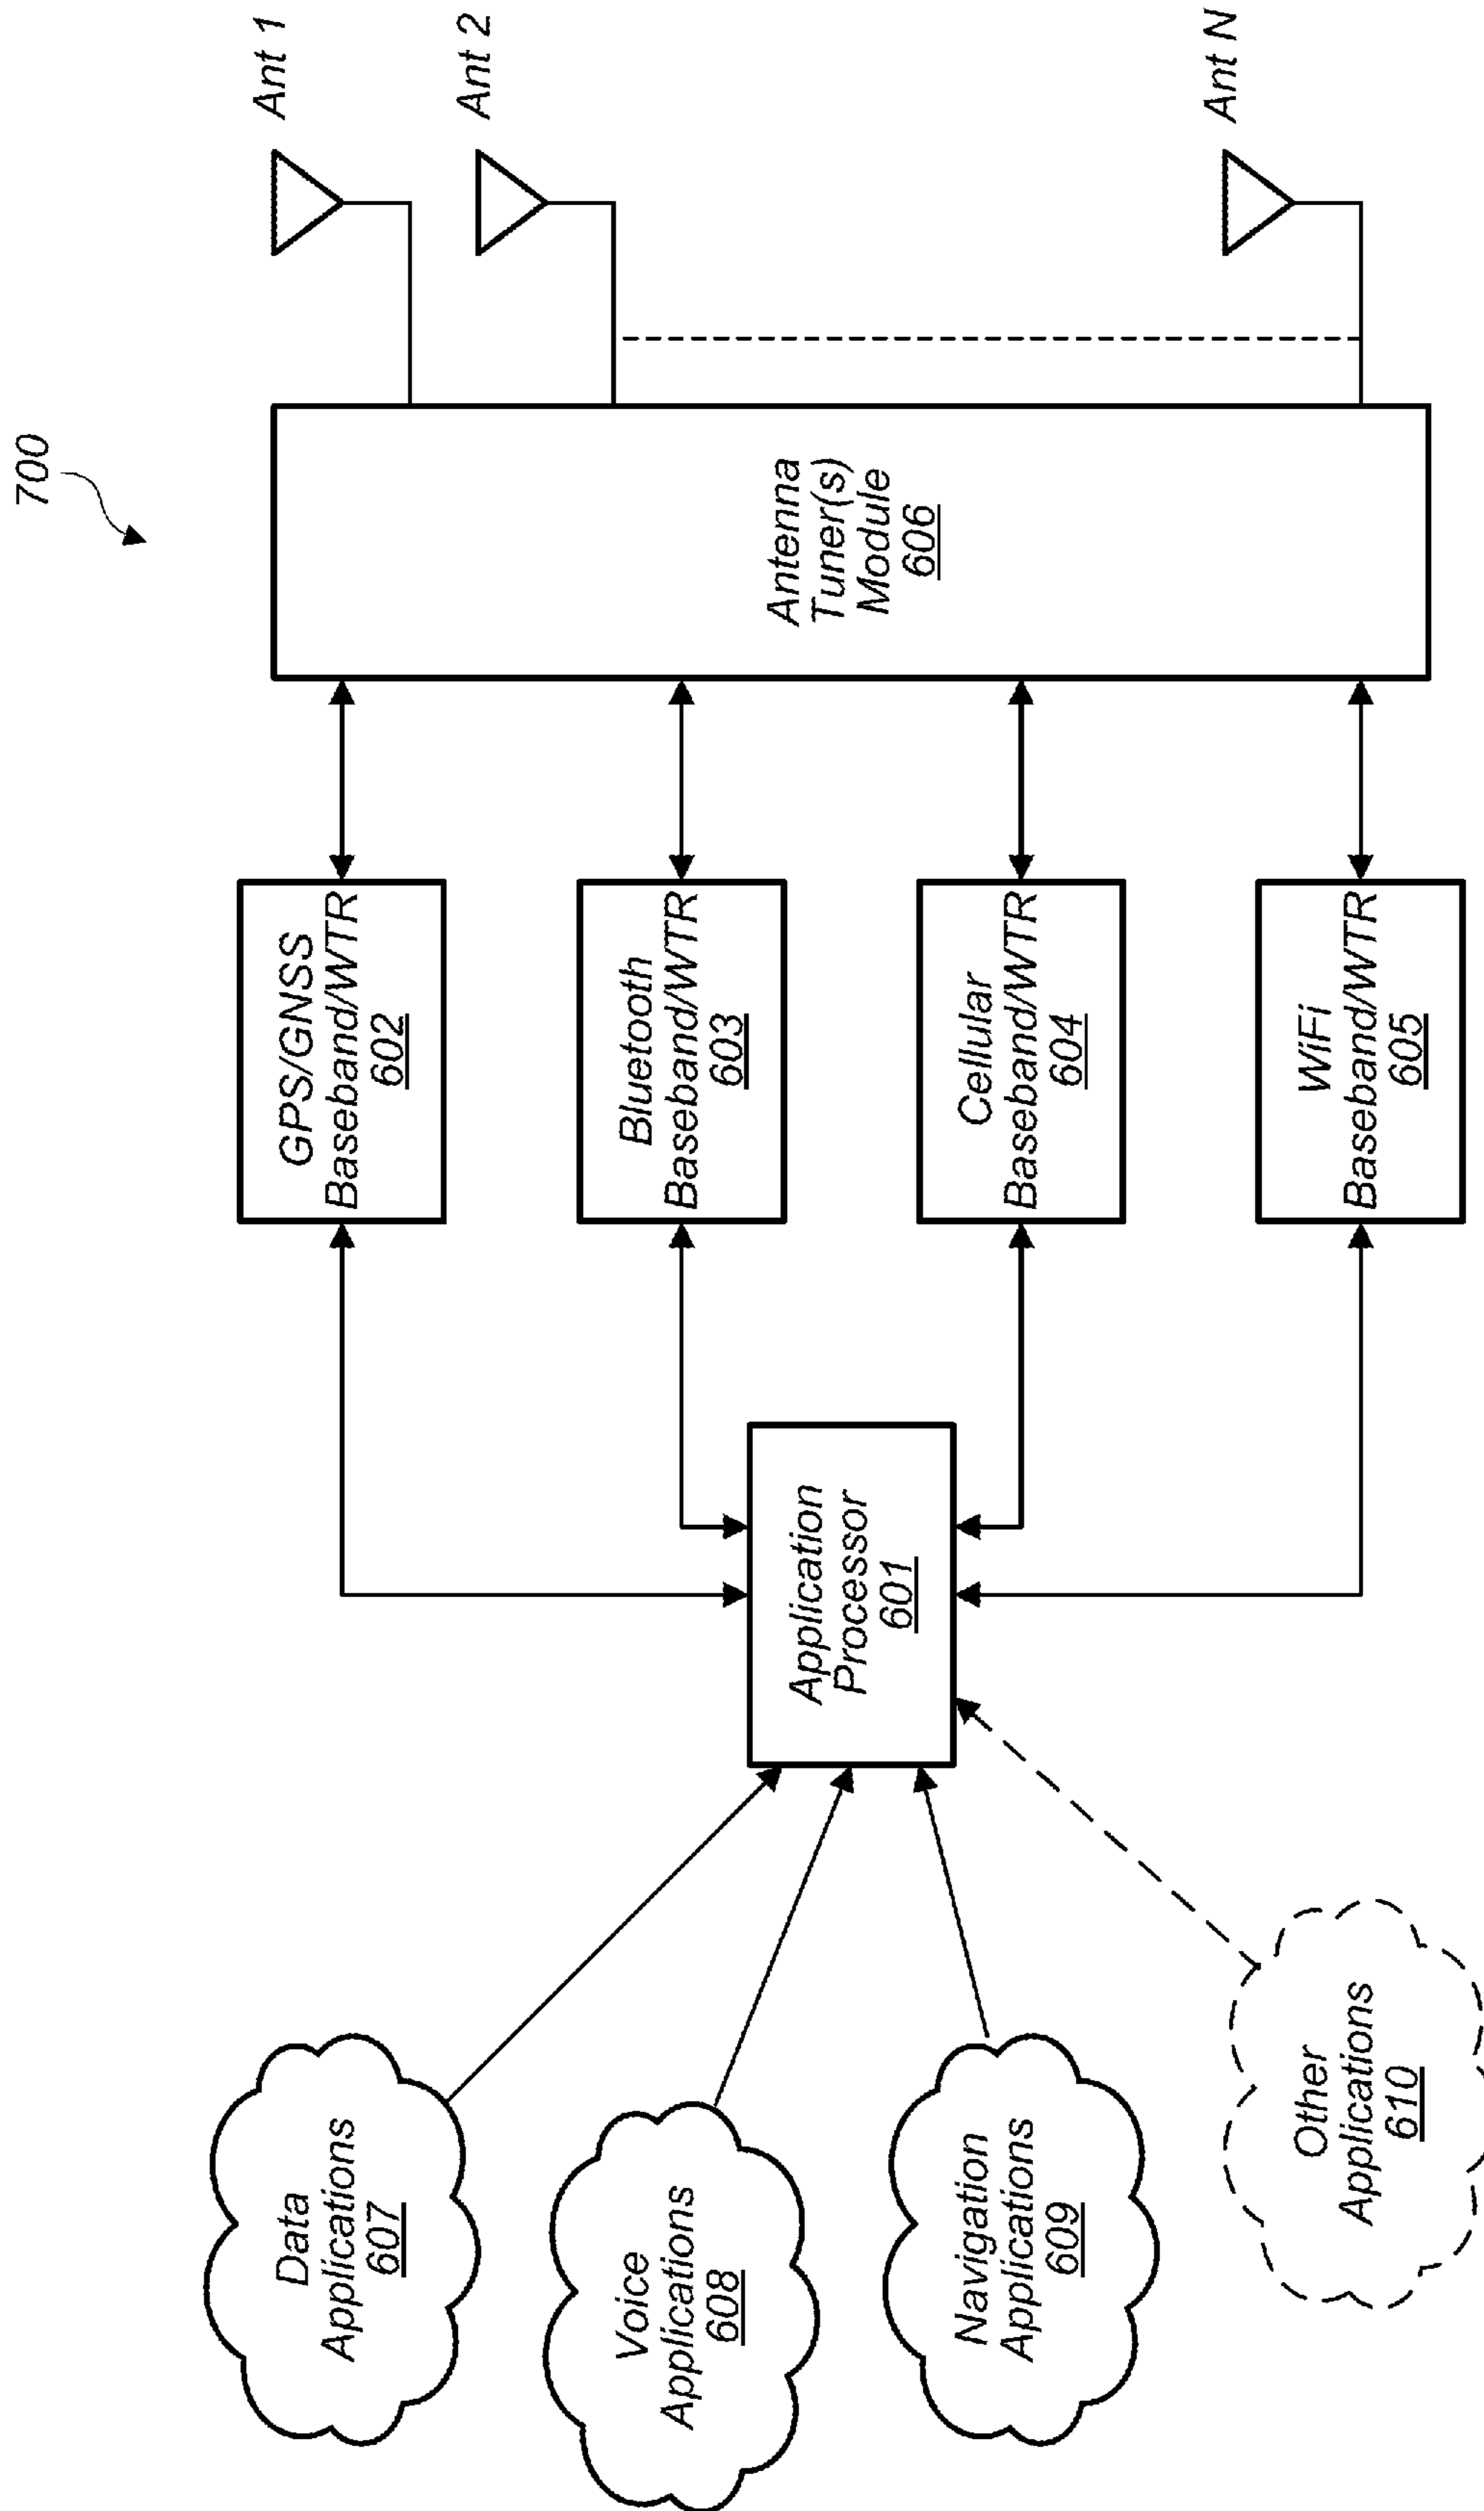 700
Ant 1
Ant 2
Ant N
Antenna
Tuner(s)
Module
606
GPS/GNSS
Baseband/WTR
602
Bluetooth
Baseband/WTR
603
Cellular
Baseband/WTR
604
WiFi
Baseband/WTR
605
Application
Processor
601
Data
Applications
607
Voice
Applications
608
Navigation
Applications
609
Other
Applications
610